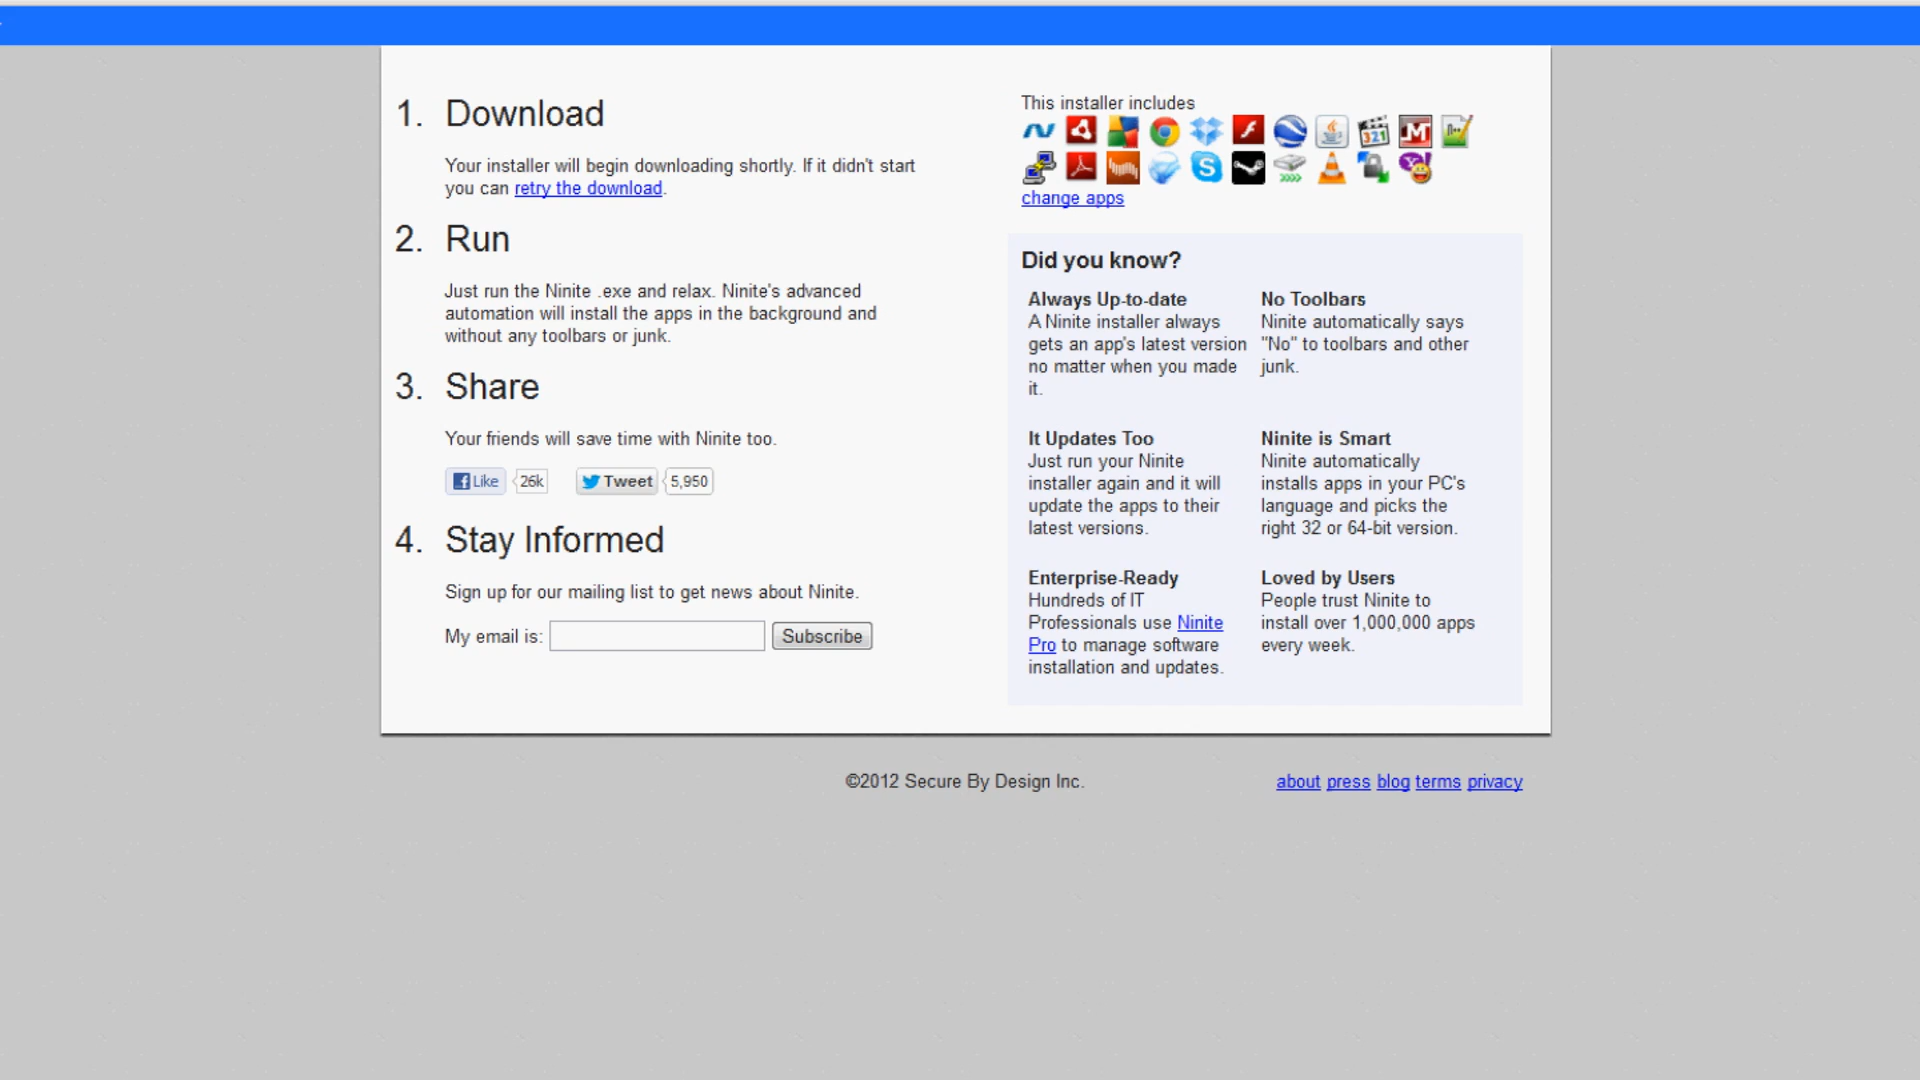 1. Download
Your installer will begin downloading shortly. If it didn't start
you can retry the download.
2. Run
Just run the Ninite .exe and relax. Ninite's advanced
automation will install the apps in the background and
without any toolbars or junk.
3. Share
Your friends will save time with Ninite too.
Like 26k Tweet 5,950
4. Stay Informed
Sign up for our mailing list to get news about Ninite.
My email is: Subscribe
This installer includes
change apps
Did you know?
Always Up-to-date
A Ninite installer always
gets an app's latest version
no matter when you made
it.
No Toolbars
Ninite automatically says
"No" to toolbars and other
junk.
It Updates Too
Just run your Ninite
installer again and it will
update the apps to their
latest versions.
Ninite is Smart
Ninite automatically
installs apps in your PC's
language and picks the
right 32 or 64-bit version.
Enterprise-Ready
Hundreds of IT
Professionals use Ninite
Pro to manage software
installation and updates.
Loved by Users
People trust Ninite to
install over 1,000,000 apps
every week.
©2012 Secure By Design Inc.
about press blog terms privacy